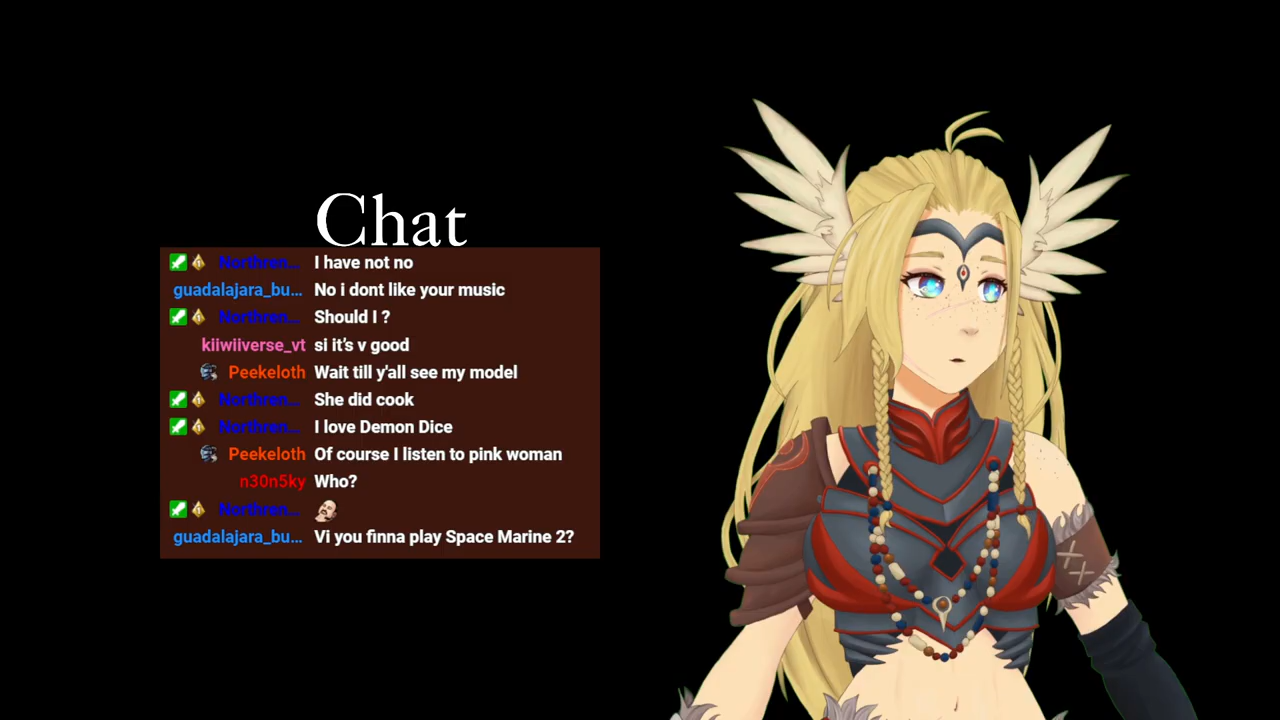 Chat
Northren... I have not no
guadalajara_bu... No i dont like your music
Northren... Should I ?
kiiwiiverse_vt si it's v good
Peekeloth Wait till y'all see my model
Northren... She did cook
Northren... I love Demon Dice
Peekeloth Of course I listen to pink woman
n30n5ky Who?
Northren...
guadalajara_bu... Vi you finna play Space Marine 2?